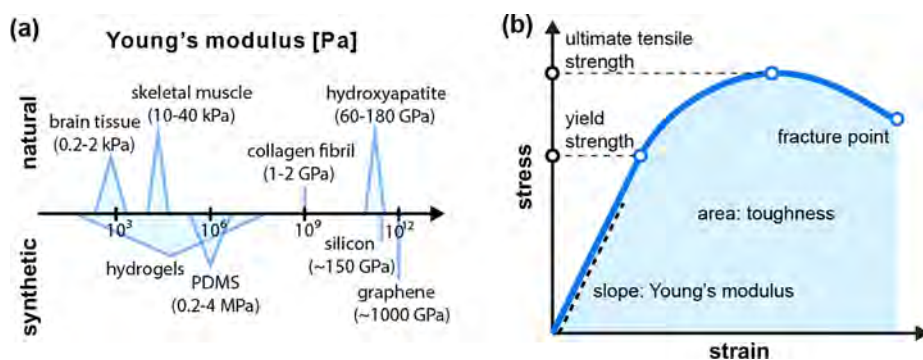 (a)
Young's modulus [Pa]
natural
synthetic
brain tissue
(0.2-2 kPa)
skeletal muscle
(10-40 kPa)
collagen fibril
(1-2 GPa)
hydroxyapatite
(60-180 GPa)
10³
10⁶
10⁹
10¹²
hydrogels
PDMS
(0.2-4 MPa)
silicon
(~150 GPa)
graphene
(~1000 GPa)
(b)
ultimate tensile
strength
yield
strength
stress
fracture point
area: toughness
slope: Young's modulus
strain